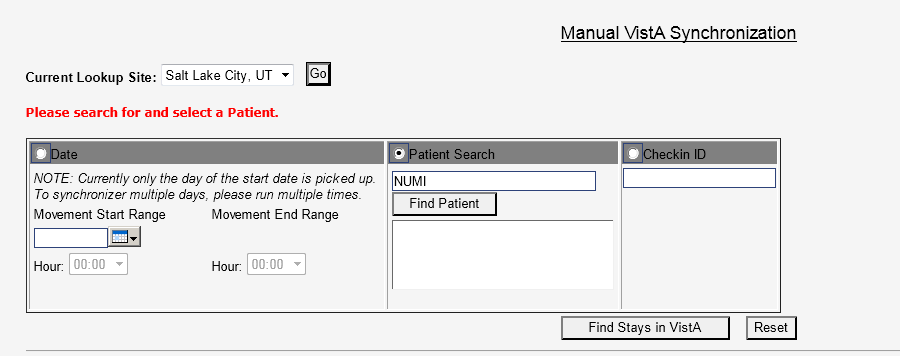 Manual VistA Synchronization
Current Lookup Site: Salt Lake City, UT Go
Please search for and select a Patient.
Date Patient Search Checkin ID
NOTE: Currently only the day of the start date is picked up.
To synchronizer multiple days, please run multiple times.
NUMI
Find Patient
Movement Start Range Movement End Range
Hour: 00:00 Hour: 00:00
Find Stays in VistA Reset